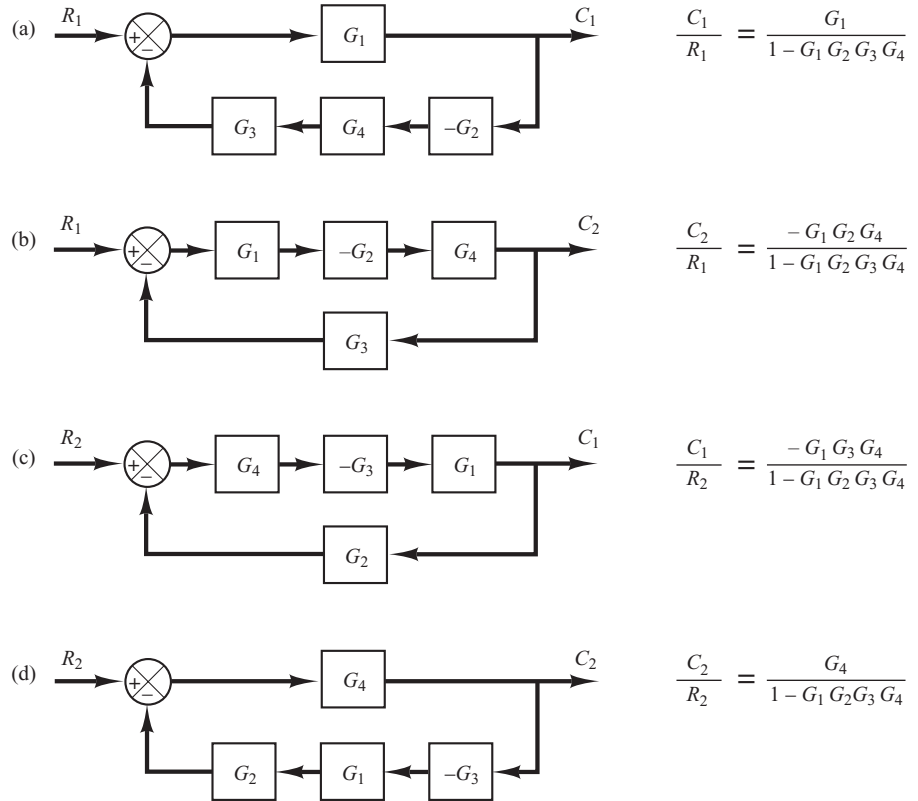 (a) R₁ + − G₁ C₁
G₃ G₄ –G₂
C₁/R₁ = G₁/(1 – G₁ G₂ G₃ G₄)
(b) R₁ + − G₁ –G₂ G₄ C₂
G₃
C₂/R₁ = – G₁ G₂ G₄/(1 – G₁ G₂ G₃ G₄)
(c) R₂ + − G₄ –G₃ G₁ C₁
G₂
C₁/R₂ = – G₁ G₃ G₄/(1 – G₁ G₂ G₃ G₄)
(d) R₂ + − G₄ C₂
G₂ G₁ –G₃
C₂/R₂ = G₄/(1 – G₁ G₂G₃ G₄)